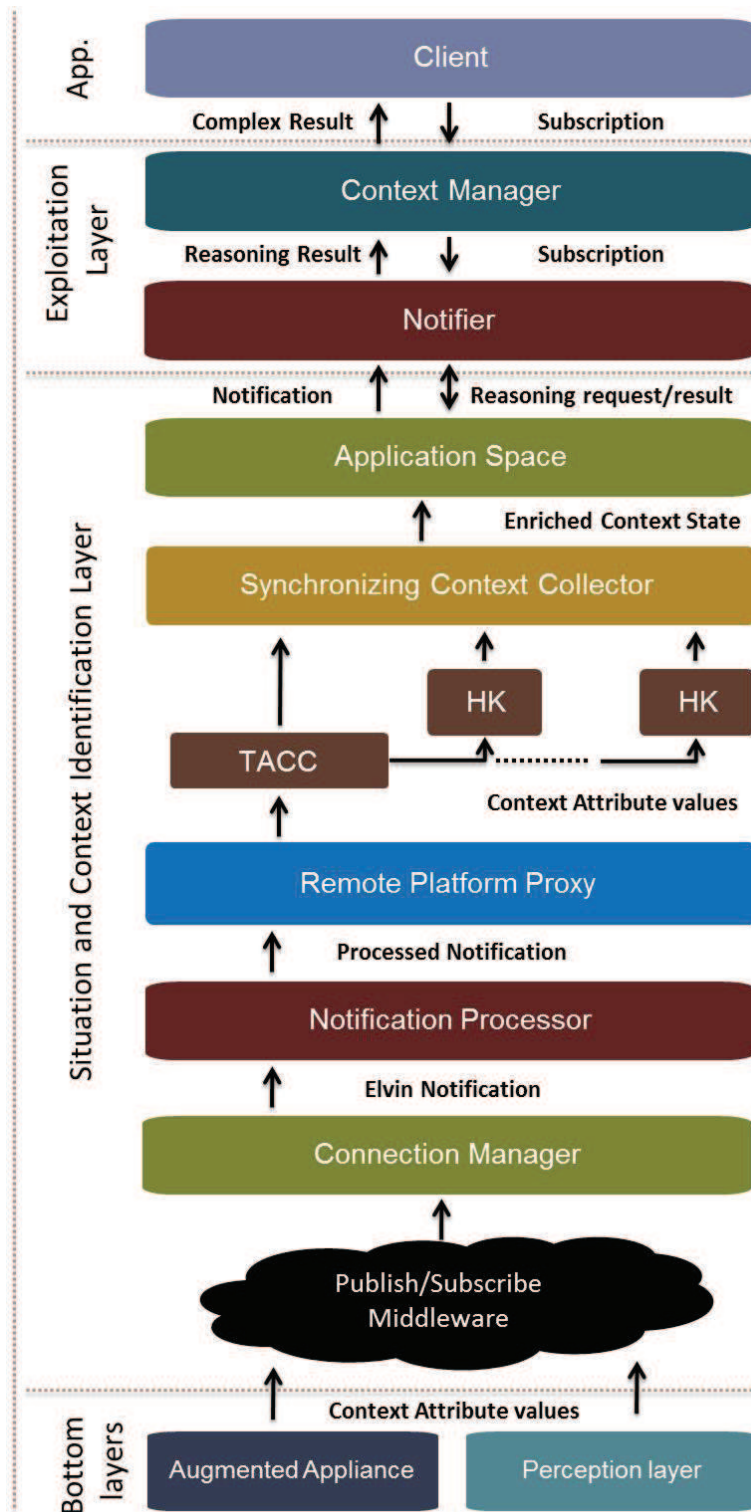 App.
Client
Complex Result
Subscription
Exploitation
Layer
Context Manager
Reasoning Result
Subscription
Notifier
Situation and Context Identification Layer
Notification
Reasoning request/result
Application Space
Enriched Context State
Synchronizing Context Collector
HK
HK
TACC
Context Attribute values
Remote Platform Proxy
Processed Notification
Notification Processor
Elvin Notification
Connection Manager
Publish/Subscribe
Middleware
Bottom
layers
Context Attribute values
Augmented Appliance
Perception layer